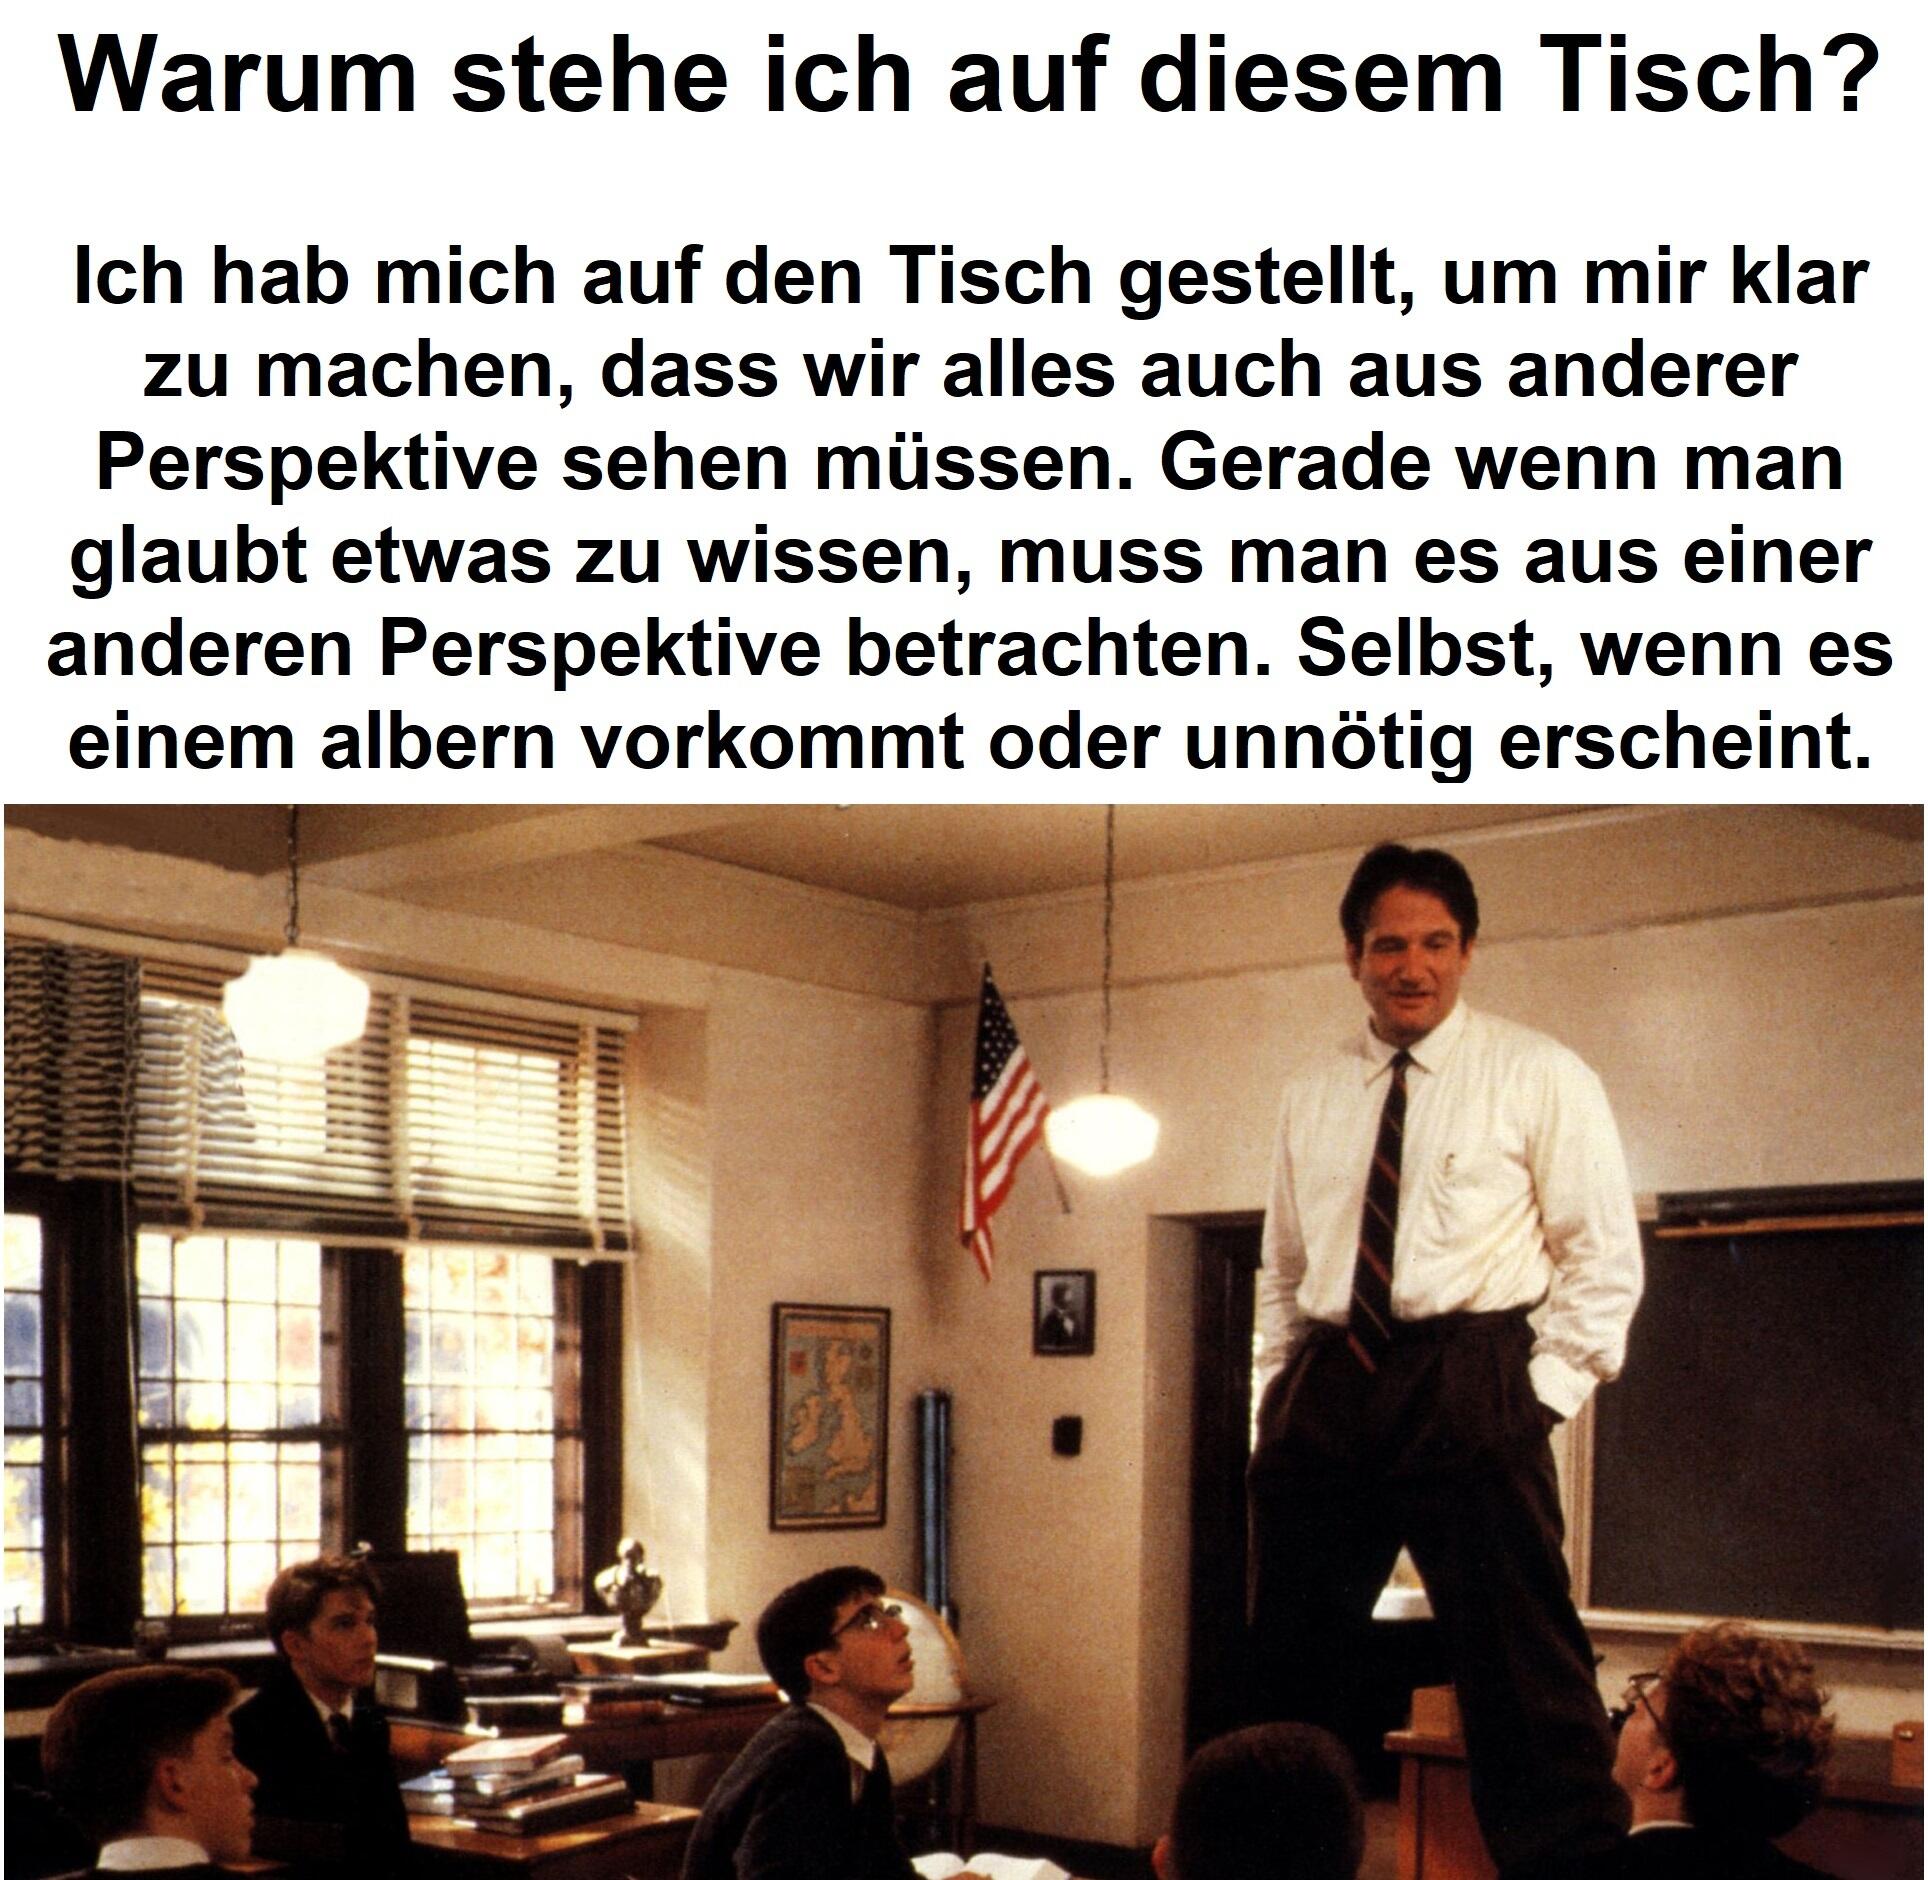 Warum stehe ich auf diesem Tisch?
Ich hab mich auf den Tisch gestellt, um mir klar
zu machen, dass wir alles auch aus anderer
Perspektive sehen müssen. Gerade wenn man
glaubt etwas zu wissen, muss man es aus einer
anderen Perspektive betrachten. Selbst, wenn es
einem albern vorkommt oder unnötig erscheint.